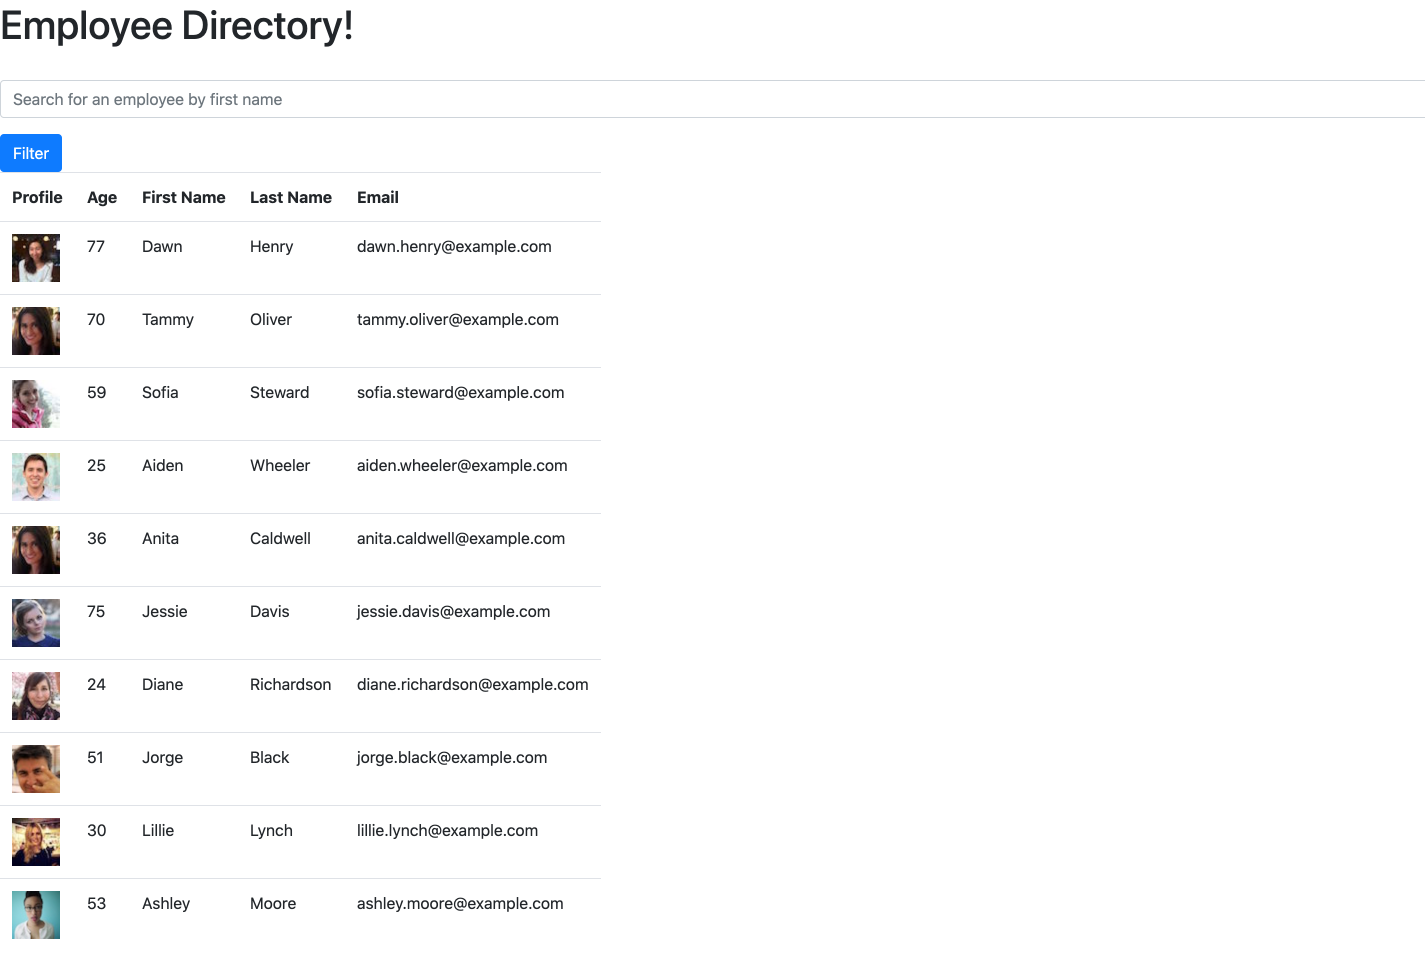 Employee Directory!
Search for an employee by first name
Filter
Profile Age First Name Last Name Email
77 Dawn Henry dawn.henry@example.com
70 Tammy Oliver tammy.oliver@example.com
59 Sofia Steward sofia.steward@example.com
25 Aiden Wheeler aiden.wheeler@example.com
36 Anita Caldwell anita.caldwell@example.com
75 Jessie Davis jessie.davis@example.com
24 Diane Richardson diane.richardson@example.com
51 Jorge Black jorge.black@example.com
30 Lillie Lynch lillie.lynch@example.com
53 Ashley Moore ashley.moore@example.com